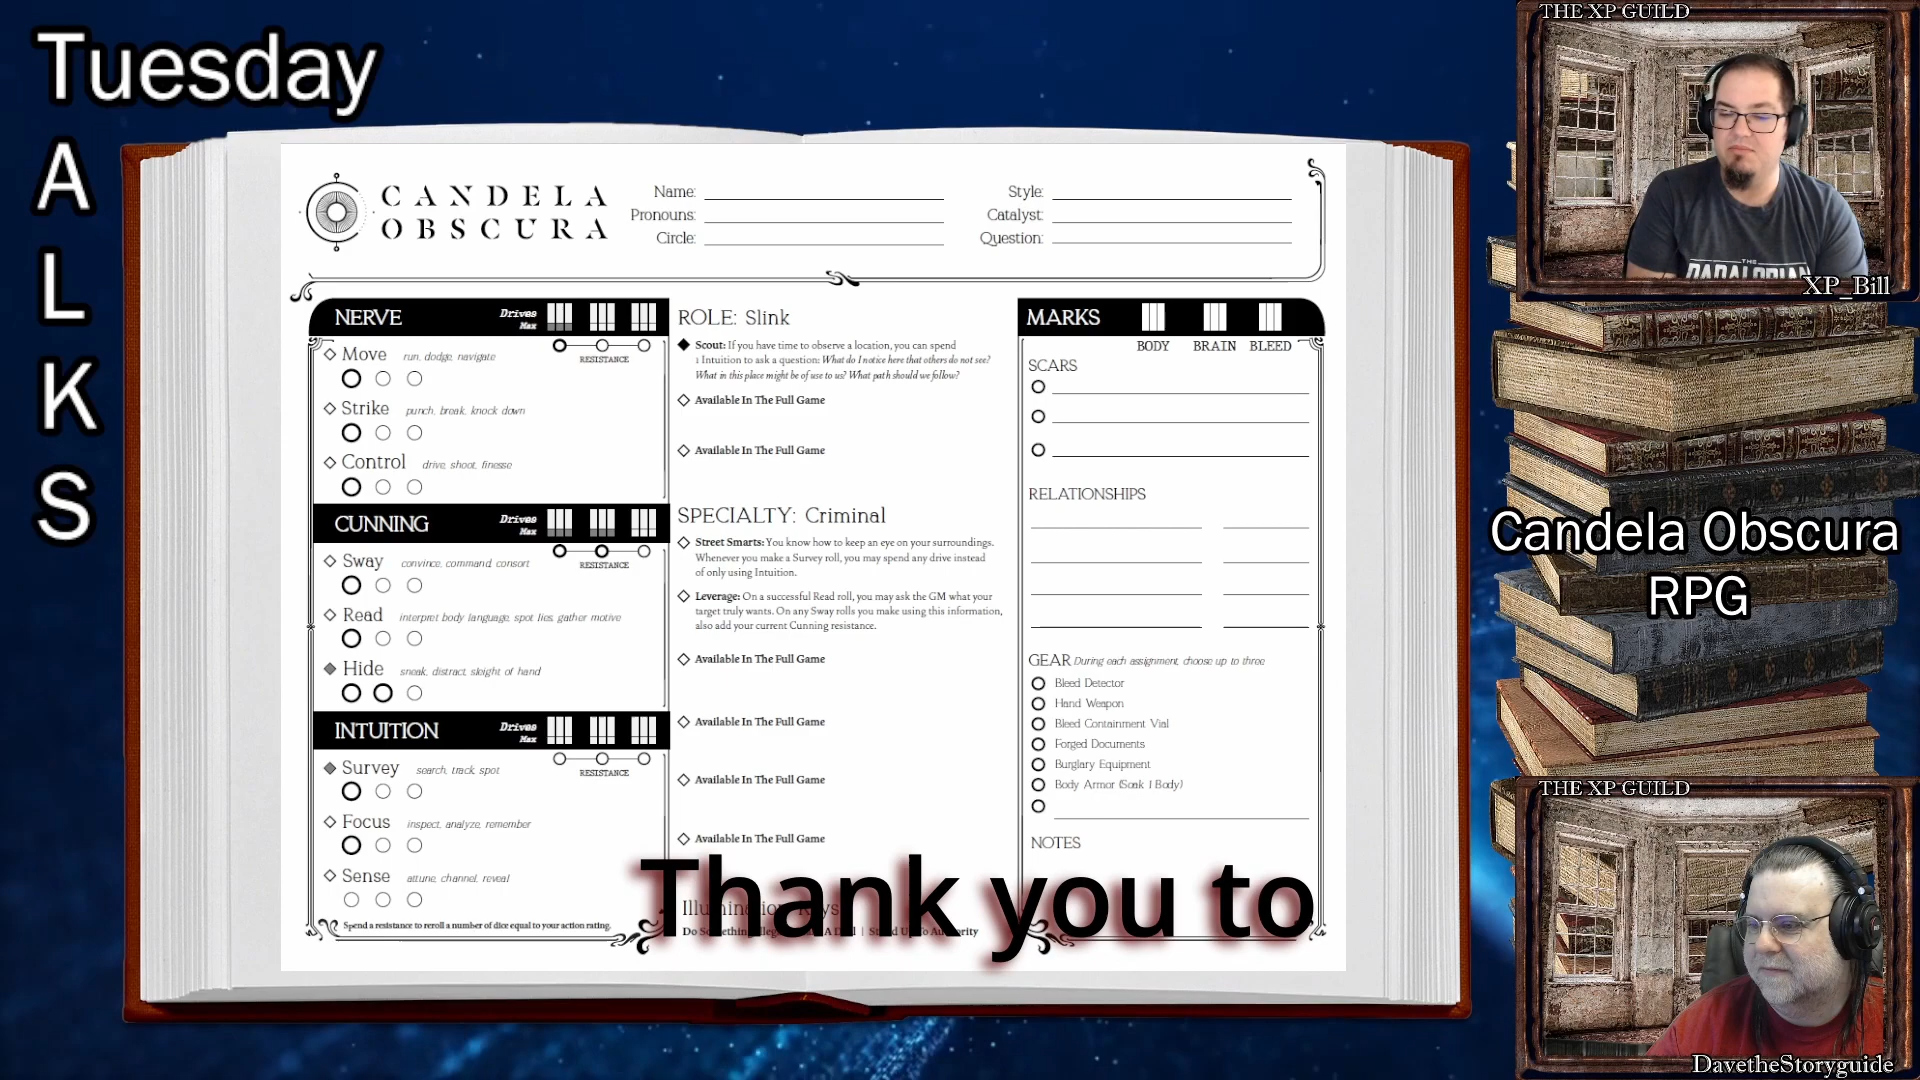 Tuesday
T
A
L
K
S
CANDELA
OBSCURA
Name:
Pronouns:
Circle:
Style:
Catalyst:
Question:
NERVE
Drives
Max
RESISTANCE
Move run, dodge, navigate
Strike punch, break, knock down
Control drive, shoot, finesse
CUNNING
Drives
Max
RESISTANCE
Sway convince, command, consort
Read interpret body language, spot lies, gather motive
Hide sneak, distract, sleight of hand
INTUITION
Drives
Max
RESISTANCE
Survey search, track, spot
Focus inspect, analyze, remember
Sense attune, channel, reveal
Spend a resistance to reroll a number of dice equal to your action rating.
ROLE: Slink
Scout: If you have time to observe a location, you can spend
1 Intuition to ask a question: What do I notice here that others do not see?
What in this place might be of use to us? What path should we follow?
Available In The Full Game
Available In The Full Game
SPECIALTY: Criminal
Street Smarts: You know how to keep an eye on your surroundings.
Whenever you make a Survey roll, you may spend any drive instead
of only using Intuition.
Leverage: On a successful Read roll, you may ask the GM what your
target truly wants. On any Sway rolls you make using this information,
also add your current Cunning resistance.
Available In The Full Game
Available In The Full Game
Available In The Full Game
Available In The Full Game
MARKS
BODY BRAIN BLEED
SCARS
RELATIONSHIPS
GEAR During each assignment, choose up to three
Bleed Detector
Hand Weapon
Bleed Containment Vial
Forged Documents
Burglary Equipment
Body Armor (Soak 1 Body)
NOTES
Thank you to
THE XP GUILD
THE
DADALORIAN
XP_Bill
Candela Obscura
RPG
THE XP GUILD
DavetheStoryguide